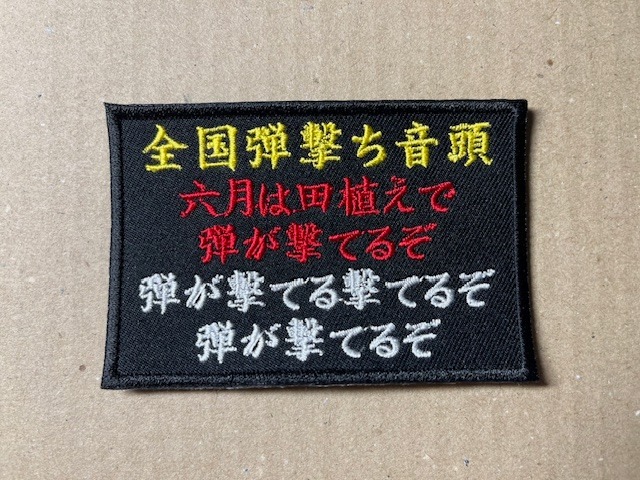 全国弾撃ち音頭
六月は田植えで
弾が撃てるぞ
弾が撃てる撃てるぞ
弾が撃てるぞ